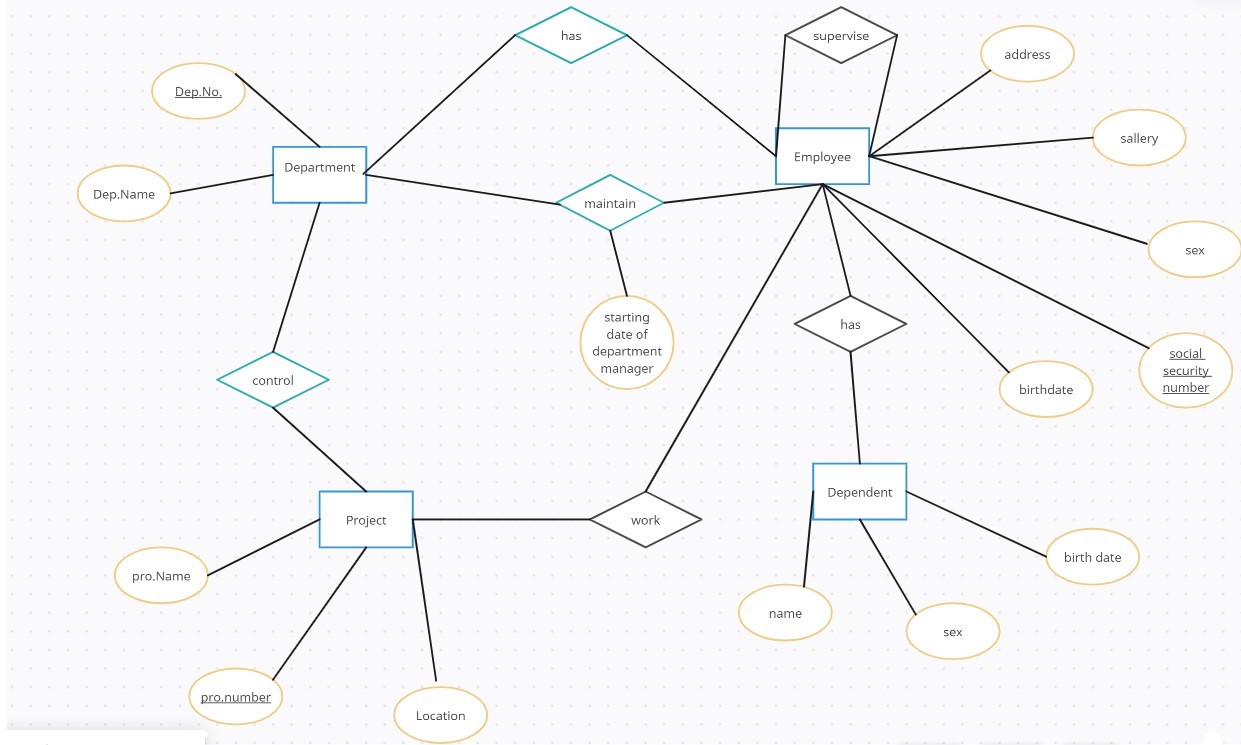 has
supervise
address
Dep.No.
sallery
Department
Employee
Dep.Name
maintain
sex
starting
date of
department
manager
has
social
security
number
control
birthdate
Dependent
Project
work
birth date
pro.Name
name
sex
pro.number
Location